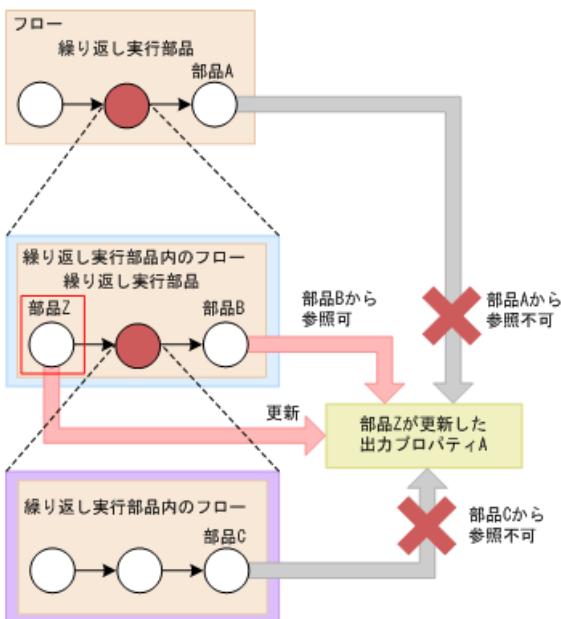 フロー
繰り返し実行部品
部品A
繰り返し実行部品内のフロー
繰り返し実行部品
部品Z
部品B
部品Bから
参照可
部品Aから
参照不可
更新
部品Zが更新した
出力プロパティA
繰り返し実行部品内のフロー
部品C
部品Cから
参照不可